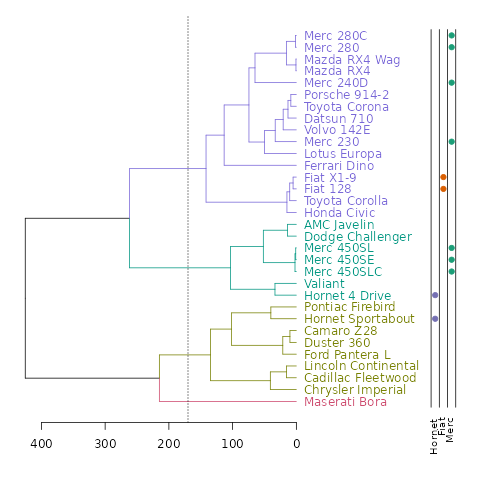 Merc 280C
Merc 280
Mazda RX4 Wag
Mazda RX4
Merc 240D
Porsche 914-2
Toyota Corona
Datsun 710
Volvo 142E
Merc 230
Lotus Europa
Ferrari Dino
Fiat X1-9
Fiat 128
Toyota Corolla
Honda Civic
AMC Javelin
Dodge Challenger
Merc 450SL
Merc 450SE
Merc 450SLC
Valiant
Hornet 4 Drive
Pontiac Firebird
Hornet Sportabout
Camaro Z28
Duster 360
Ford Pantera L
Lincoln Continental
Cadillac Fleetwood
Chrysler Imperial
Maserati Bora
400 300 200 100 0
Hornet
Fiat
Merc